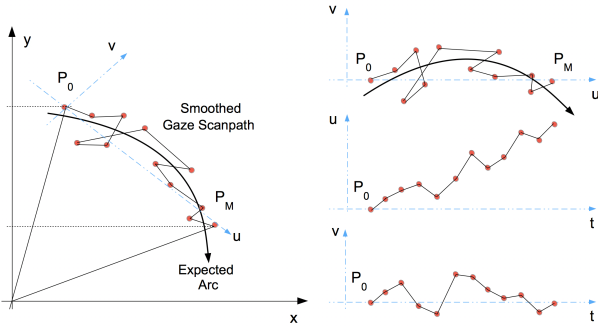 y
v
P0
Smoothed
Gaze Scanpath
PM
u
Expected
Arc
x
v
P0
PM
u
u
P0
t
v
P0
t